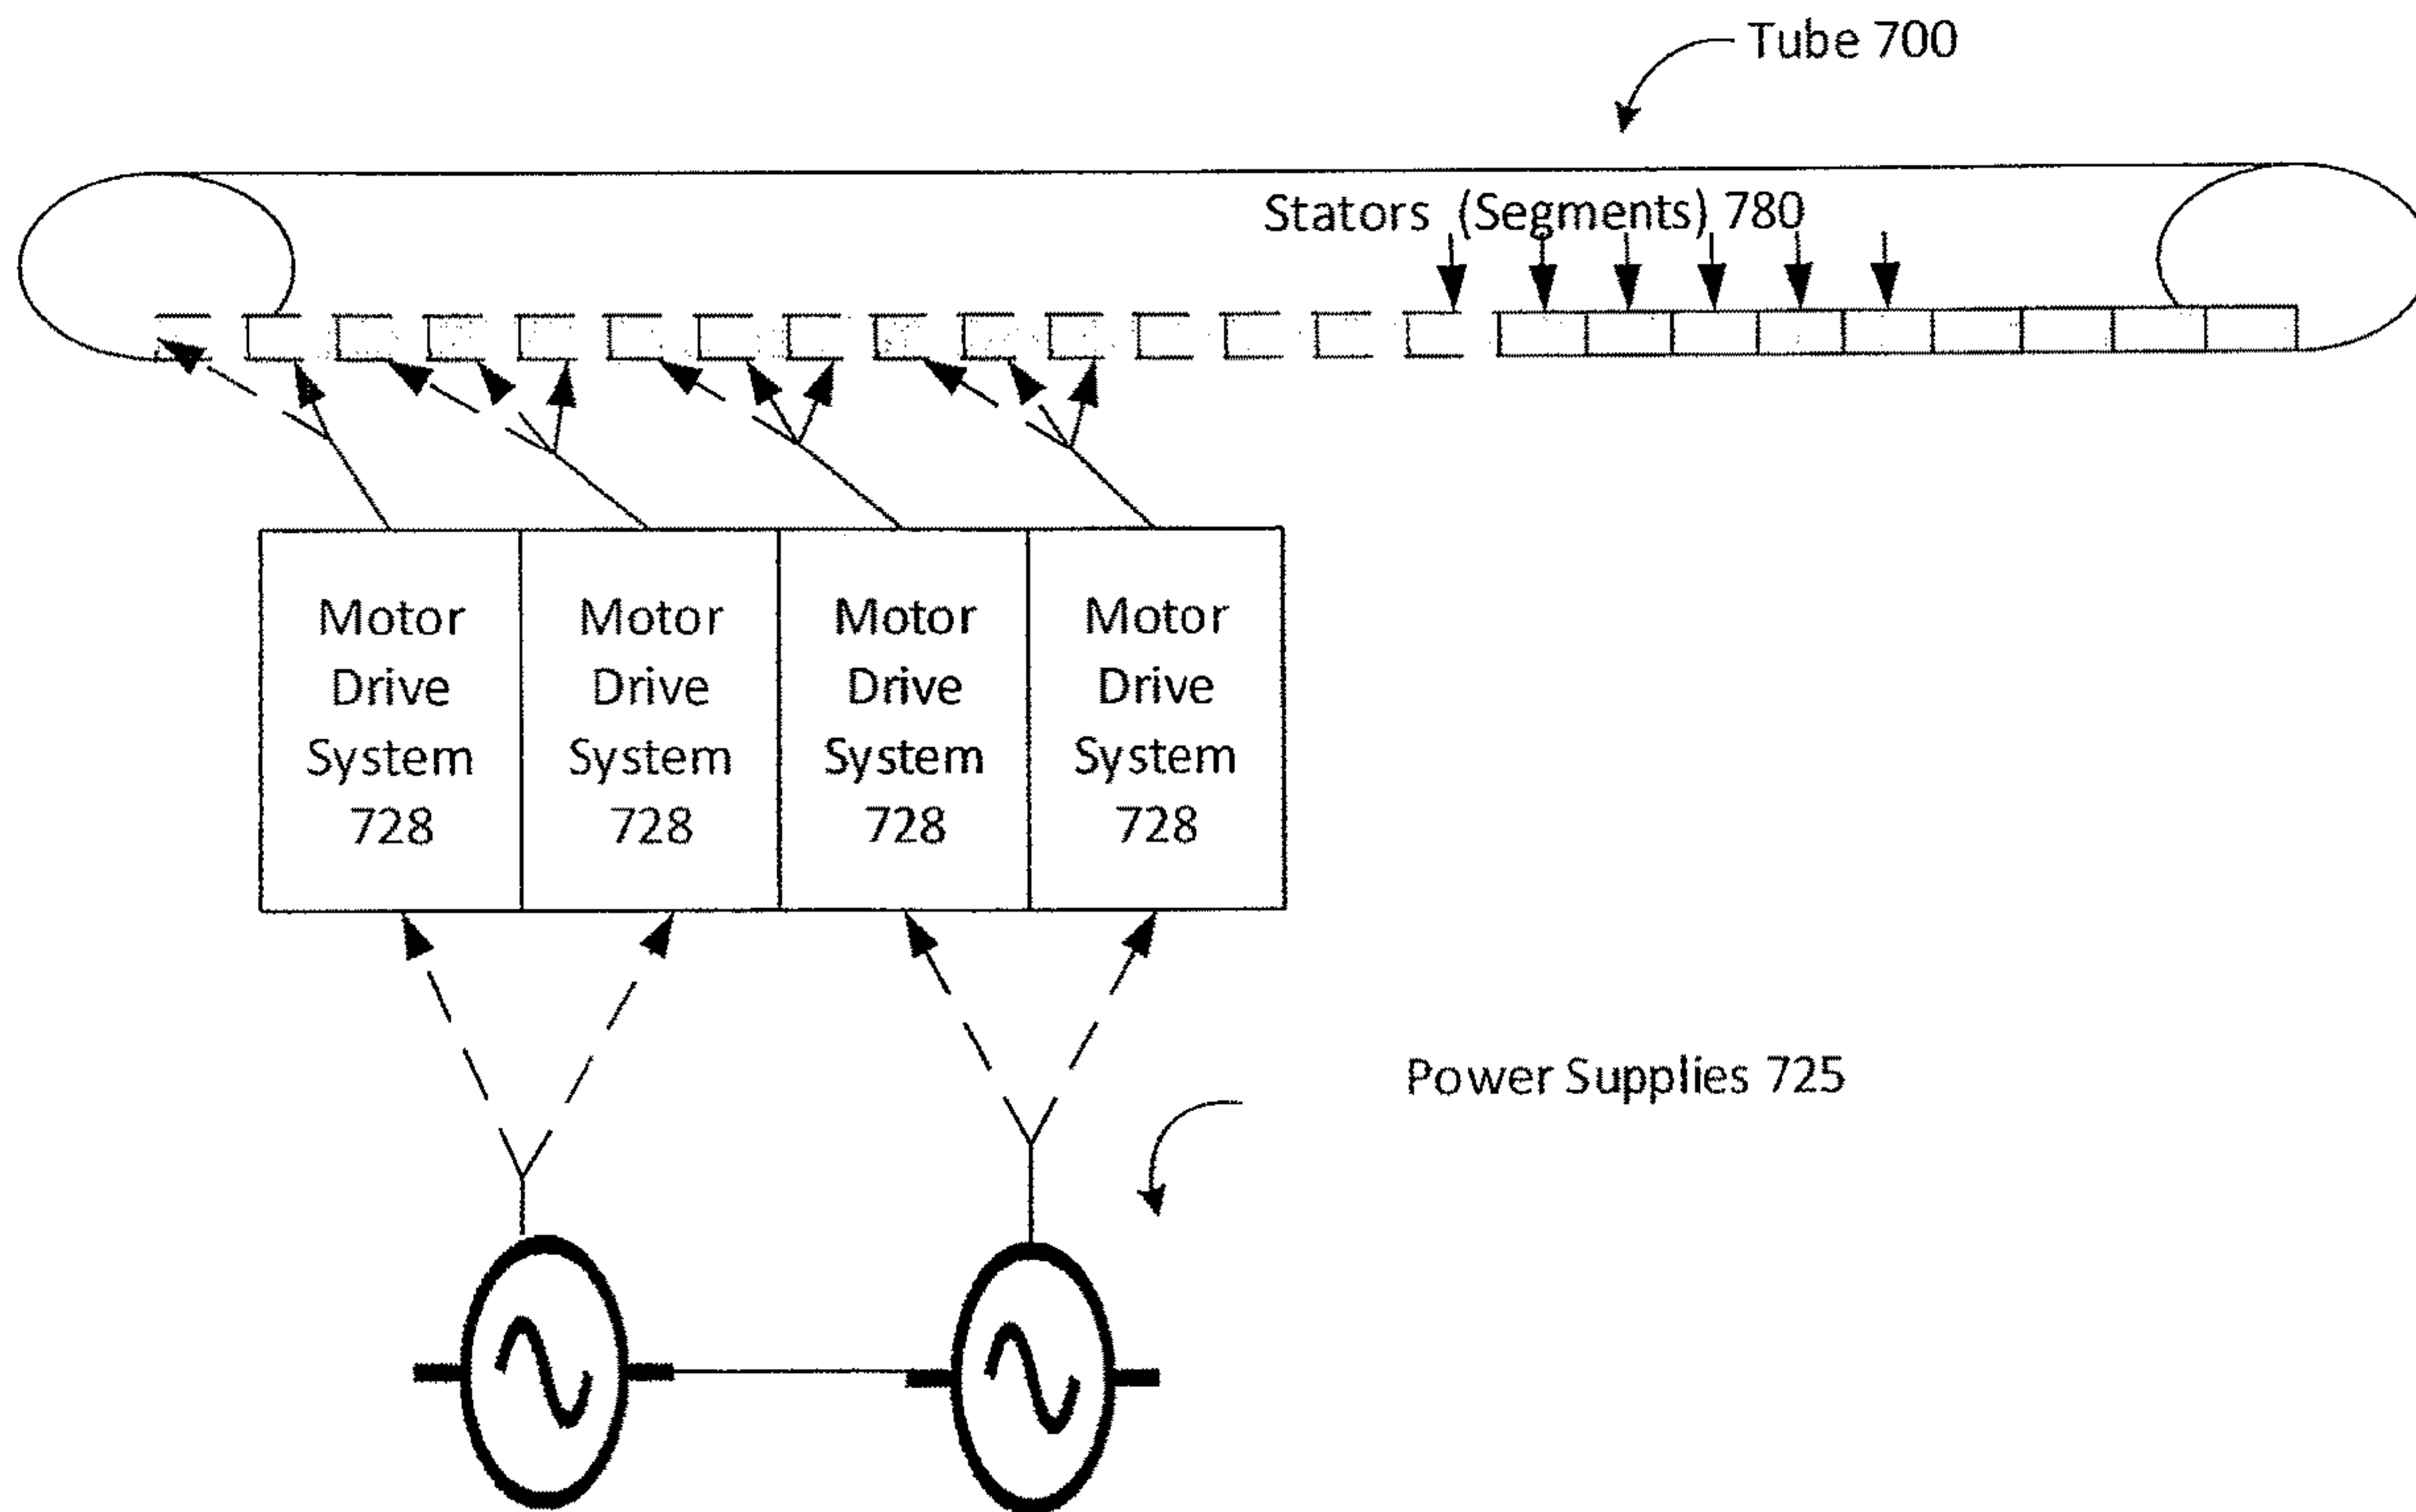 Tube 700
Stators (Segments) 780
Motor
Drive
System
728
Motor
Drive
System
728
Motor
Drive
System
728
Motor
Drive
System
728
Power Supplies 725